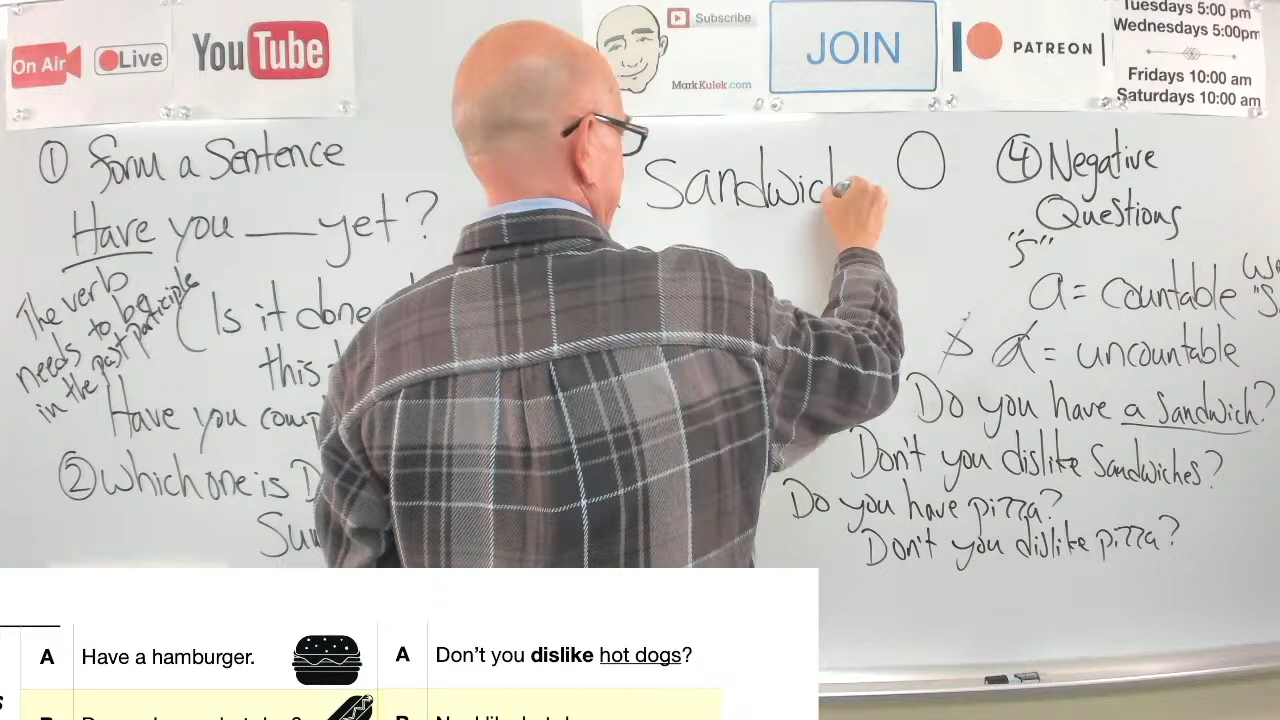 On Air
Live
YouTube
Subscribe
MarkKulek.com
JOIN
PATREON
Tuesdays 5:00 pm
Wednesdays 5:00pm
Fridays 10:00 am
Saturdays 10:00 am
① Form a Sentence
Have you ___ yet?
The verb
needs to be
in the past participle
(Is it done
this
Have you
② Which one is
Sandwich
④ Negative
Questions
"s"
a = countable
"s
a = uncountable
Do you have a sandwich?
Don't you dislike sandwiches?
Do you have pizza?
Don't you dislike pizza?
A Have a hamburger.
A Don't you dislike hot dogs?